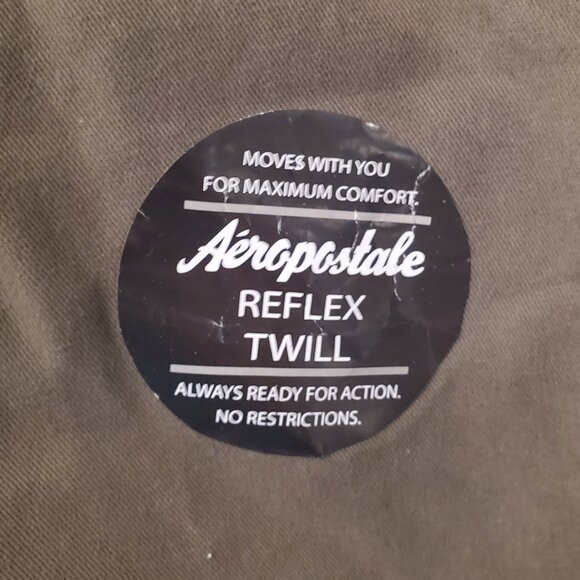 MOVES WITH YOU
FOR MAXIMUM COMFORT.
Aéropostale
REFLEX
TWILL
ALWAYS READY FOR ACTION.
NO RESTRICTIONS.